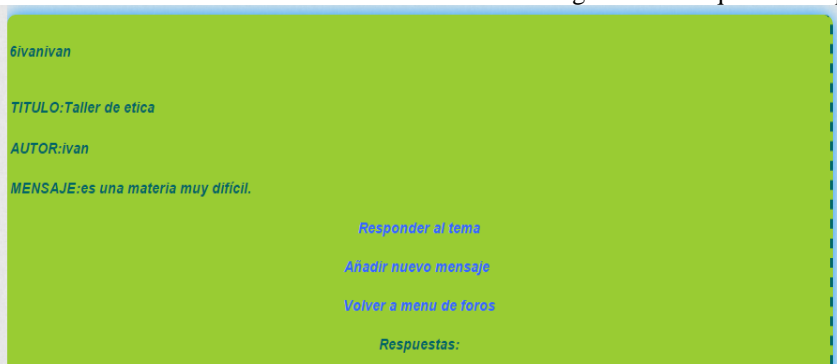 6ivanivan
TITULO:Taller de etica
AUTOR:ivan
MENSAJE:es una materia muy difícil.
Responder al tema
Añadir nuevo mensaje
Volver a menu de foros
Respuestas: